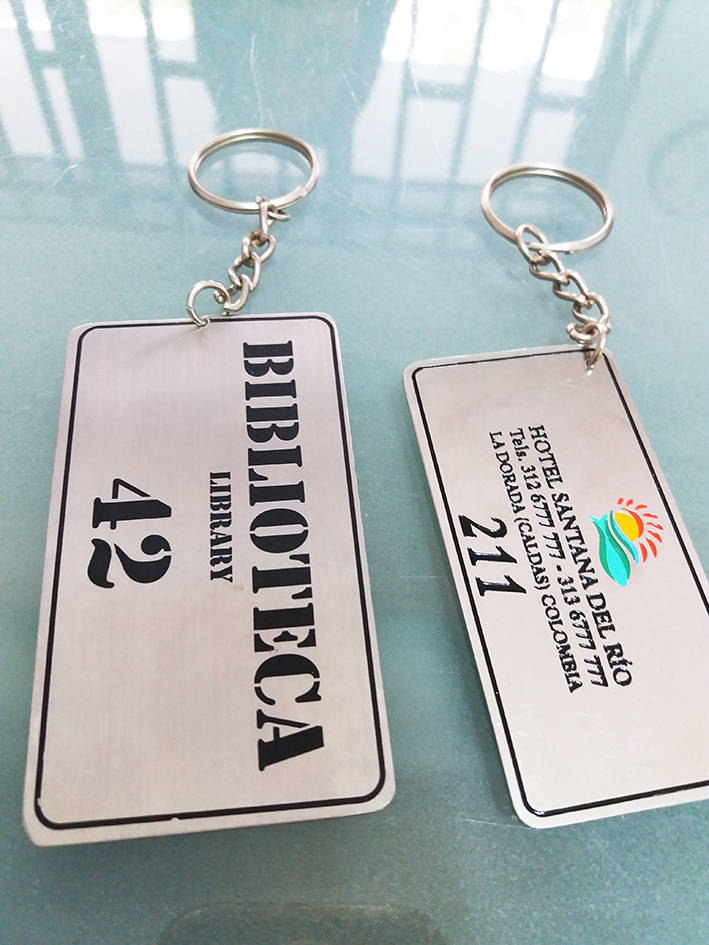 BIBLIOTECA
LIBRARY
42
HOTEL SANTANA DEL RÍO
Tels. 312 6777 777 - 313 6777 777
LA DORADA (CALDAS) COLOMBIA
211